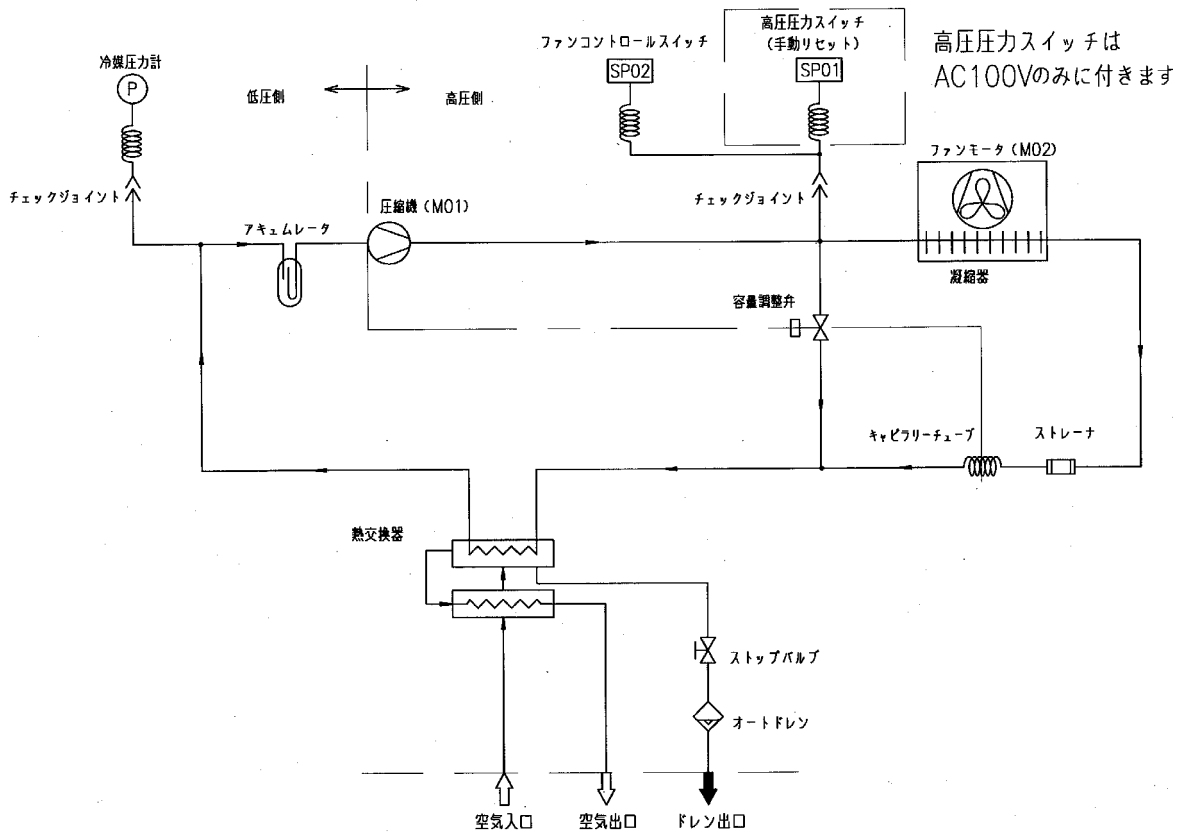 高圧圧力スイッチ
(手動リセット)
高圧圧力スイッチは
AC100Vのみに付きます
ファンコントロールスイッチ
SP02
SP01
冷媒圧力計
P
低圧側
高圧側
ファンモータ(M02)
チェックジョイント
チェックジョイント
圧縮機(M01)
アキュムレータ
凝縮器
容量調整弁
キャピラリーチューブ
ストレーナ
熱交換器
ストップバルブ
オートドレン
空気入口
空気出口
ドレン出口